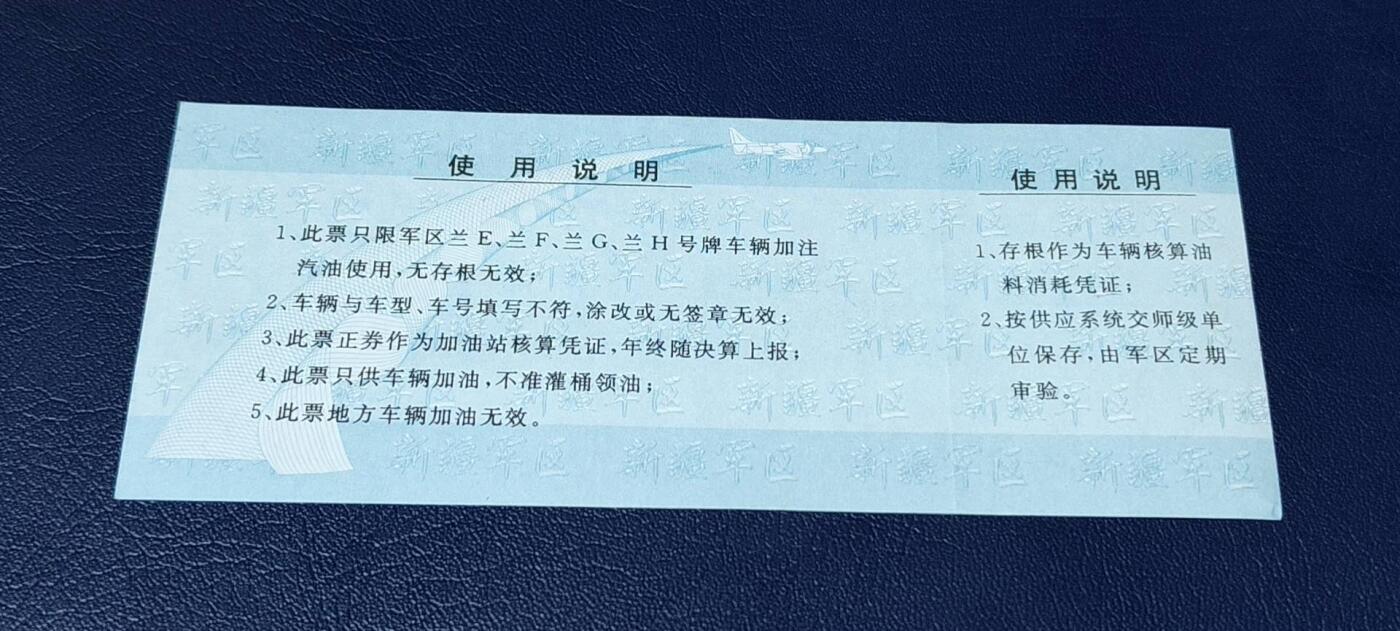 使用说明
1、此票只限军区兰E、兰F、兰G、兰H号牌车辆加注
汽油使用,无存根无效;
2、车辆与车型、车号填写不符,涂改或无签章无效;
3、此票正券作为加油站核算凭证,年终随决算上报;
4、此票只供车辆加油,不准灌桶领油;
5、此票地方车辆加油无效。
使用说明
1、存根作为车辆核算油
料消耗凭证;
2、按供应系统交师级单
位保存,由军区定期
审验。
新疆军区